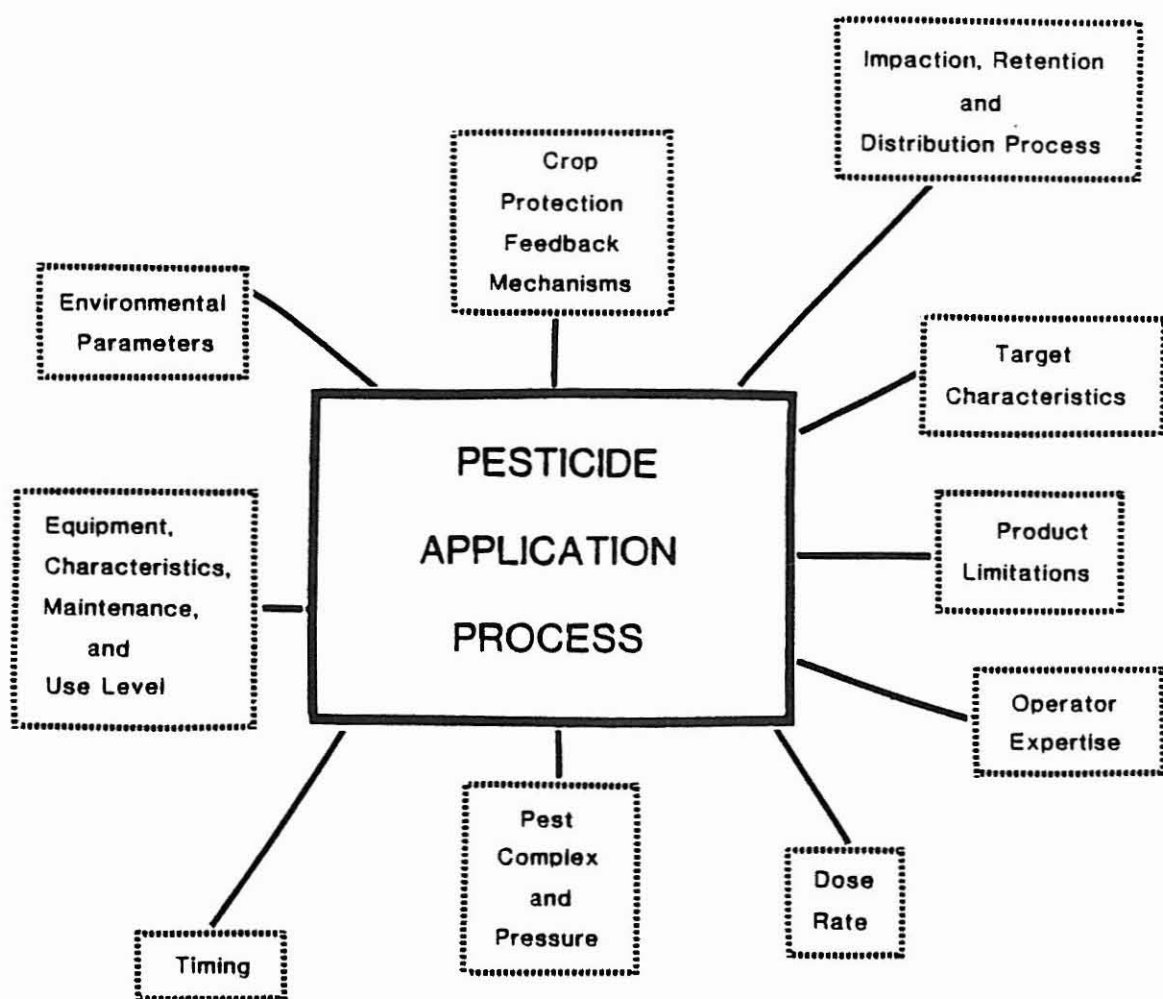 Impaction, Retention
and
Distribution Process
Crop
Protection
Feedback
Mechanisms
Environmental
Parameters
Target
Characteristics
PESTICIDE
APPLICATION
PROCESS
Equipment,
Characteristics,
Maintenance,
and
Use Level
Product
Limitations
Operator
Expertise
Pest
Complex
and
Pressure
Dose
Rate
Timing